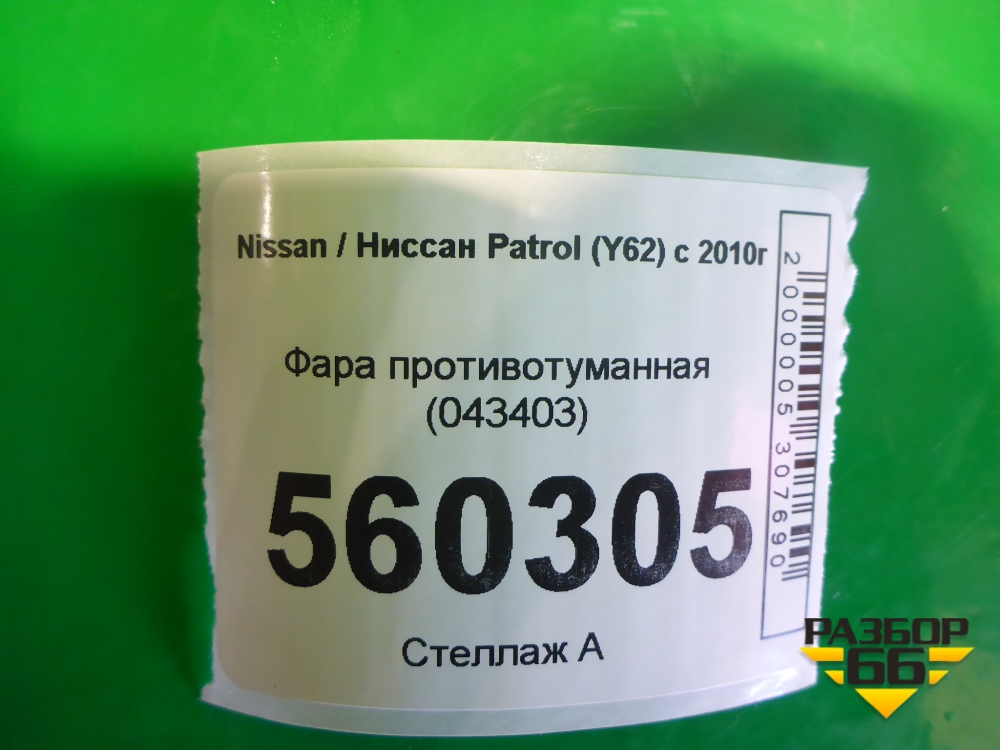 Nissan / Ниссан Patrol (Y62) с 2010г
Фара противотуманная
(043403)
560305
Стеллаж А
2000005307690
РАЗБОР
66